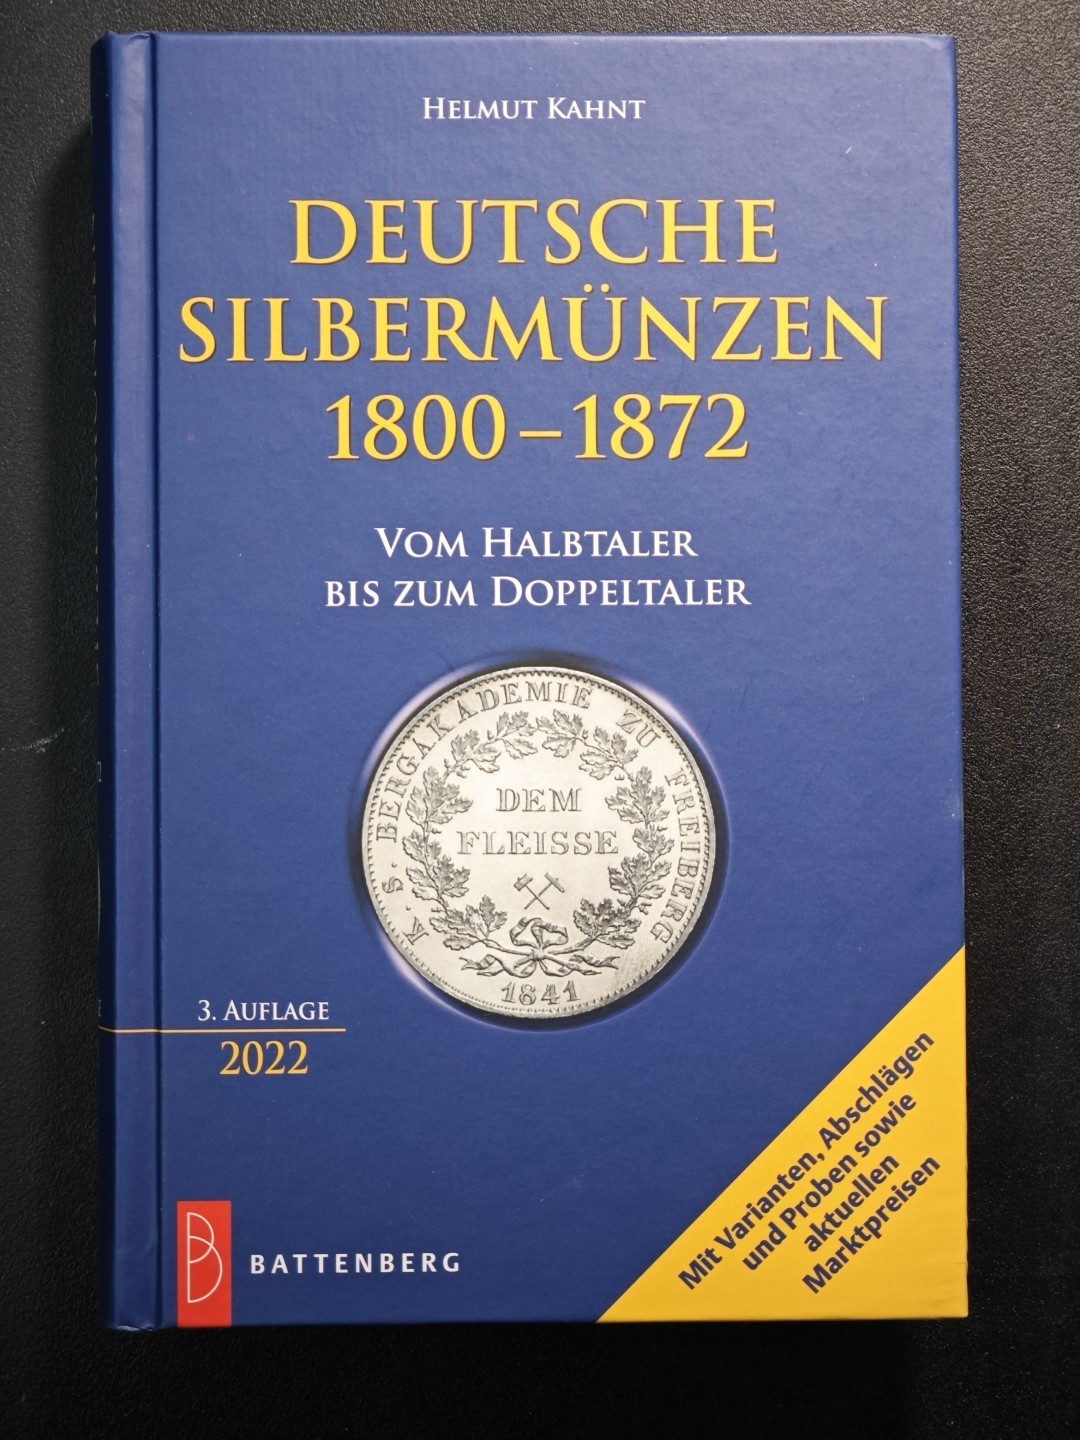 HELMUT KAHNT
DEUTSCHE
SILBERMÜNZEN
1800–1872
VOM HALBTALER
BIS ZUM DOPPELTALER
K. S. BERGAKADEMIE ZU FREIBERG
DEM
FLEISSE
1841
3. AUFLAGE
2022
Mit Varianten, Abschlägen
und Proben sowie
aktuellen
Marktpreisen
BATTENBERG